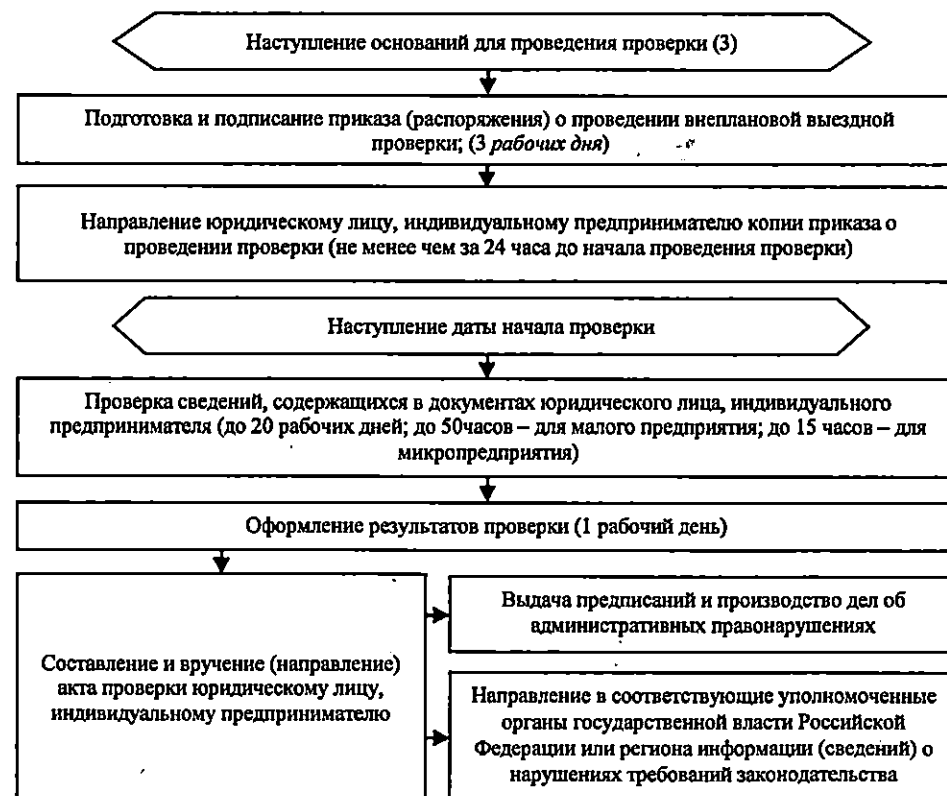 Наступление оснований для проведения проверки (3)
Подготовка и подписание приказа (распоряжения) о проведении внеплановой выездной
проверки; (3 рабочих дня)
Направление юридическому лицу, индивидуальному предпринимателю копии приказа о
проведении проверки (не менее чем за 24 часа до начала проведения проверки)
Наступление даты начала проверки
Проверка сведений, содержащихся в документах юридического лица, индивидуального
предпринимателя (до 20 рабочих дней; до 50часов – для малого предприятия; до 15 часов – для
микропредприятия)
Оформление результатов проверки (1 рабочий день)
Составление и вручение (направление)
акта проверки юридическому лицу,
индивидуальному предпринимателю
Выдача предписаний и производство дел об
административных правонарушениях
Направление в соответствующие уполномоченные
органы государственной власти Российской
Федерации или региона информации (сведений) о
нарушениях требований законодательства